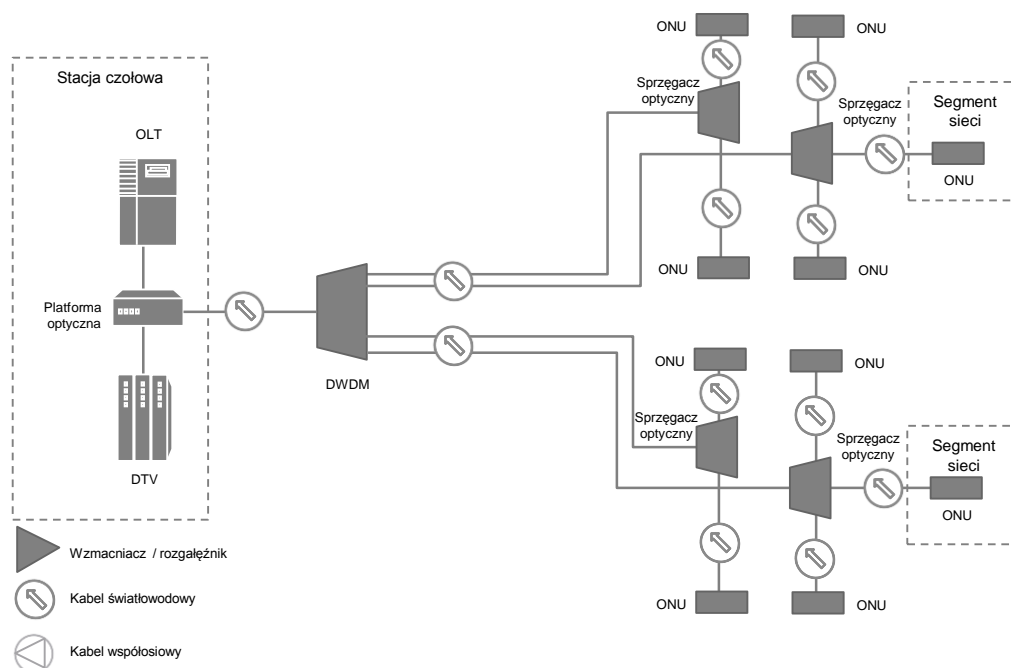 Stacja czołowa
OLT
Platforma
optyczna
DTV
DWDM
ONU
ONU
Sprzęgacz
optyczny
Sprzęgacz
optyczny
Segment
sieci
ONU
ONU
ONU
ONU
ONU
Sprzęgacz
optyczny
Sprzęgacz
optyczny
Segment
sieci
ONU
ONU
ONU
Wzmacniacz / rozgałęźnik
Kabel światłowodowy
Kabel współosiowy